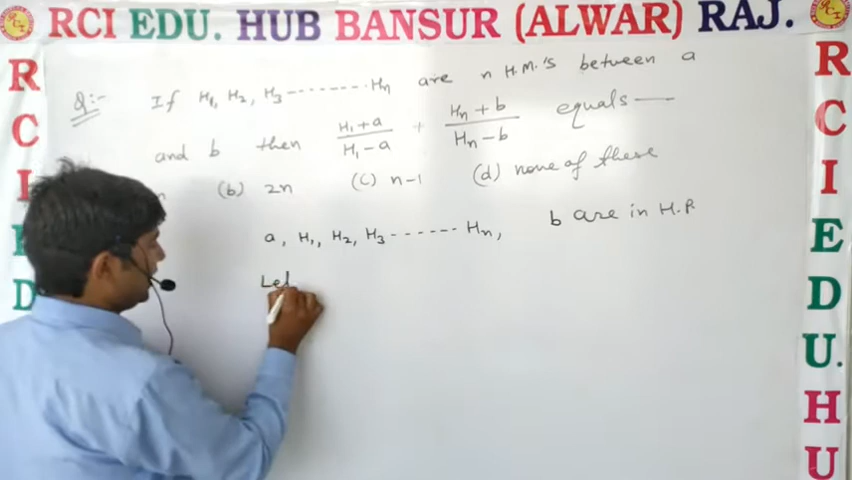 RCI EDU. HUB BANSUR (ALWAR) RAJ.
Q:- If H₁, H₂, H₃ -------- Hn are n H.M.'s between a
and b then (H₁+a)/(H₁-a) + (Hn+b)/(Hn-b) equals —
n (b) 2n (c) n-1 (d) none of these
a, H₁, H₂, H₃ ------ Hn, b are in H.P.
Let
R
C
I
E
D
R
C
I
E
D
U.
H
U